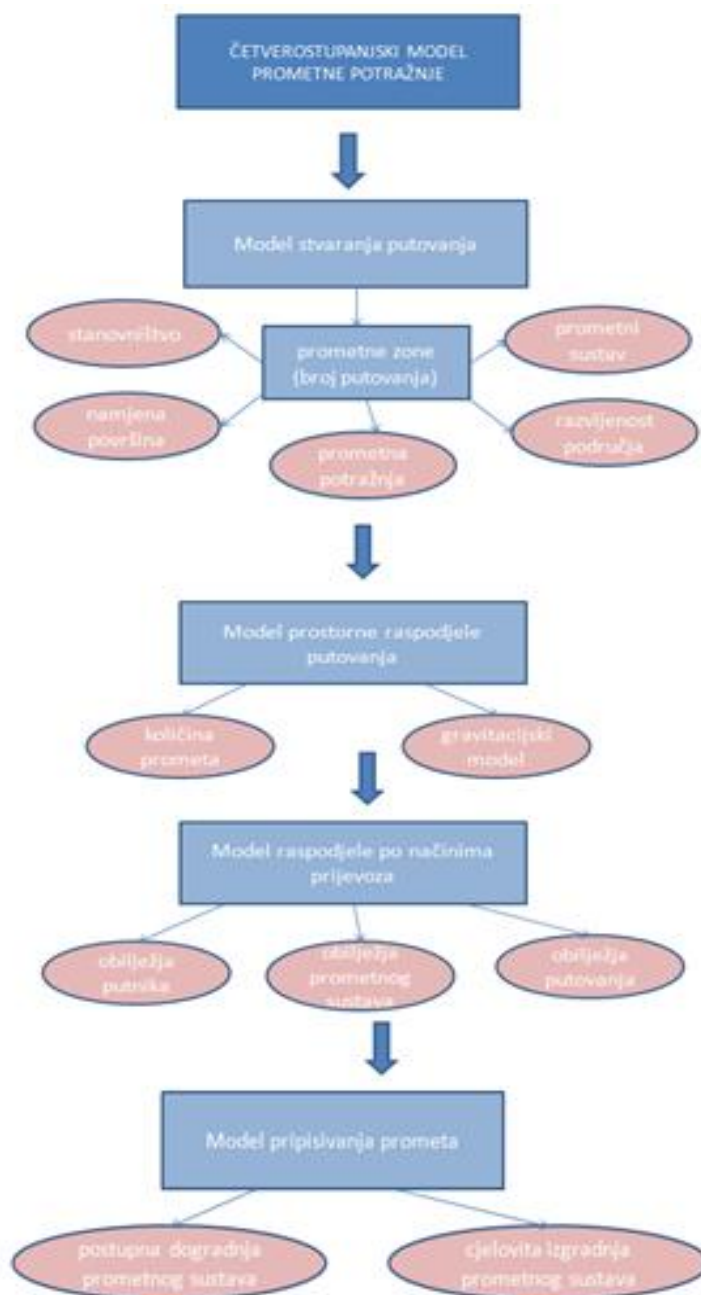 ČETVEROSTUPANJSKI MODEL
PROMETNE POTRAŽNJE
Model stvaranja putovanja
stanovništvo
prometne zone
(broj putovanja)
prometni
sustav
namjena
površina
prometna
potražnja
razvijenost
područja
Model prostorne raspodjele
putovanja
količina
prometa
gravitacijski
model
Model raspodjele po načinima
prijevoza
obilježja
putnika
obilježja
prometnog
sustava
obilježja
putovanja
Model pripisivanja prometa
postupna dogradnja
prometnog sustava
cjelovita izgradnja
prometnog sustava